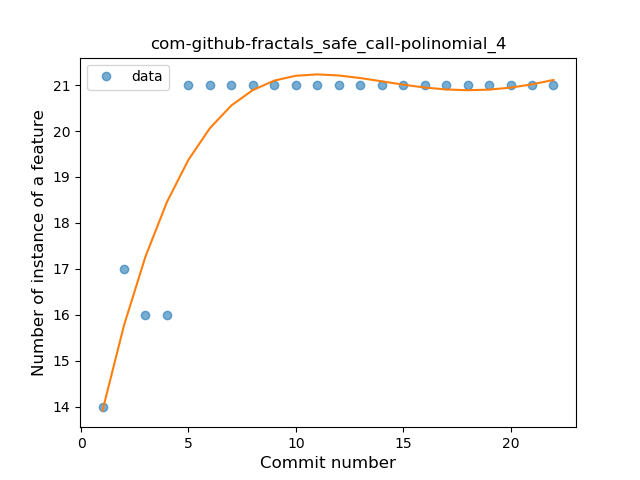 com-github-fractals_safe_call-polinomial_4
data
Number of instance of a feature
21
20
19
18
17
16
15
14
0 5 10 15 20
Commit number